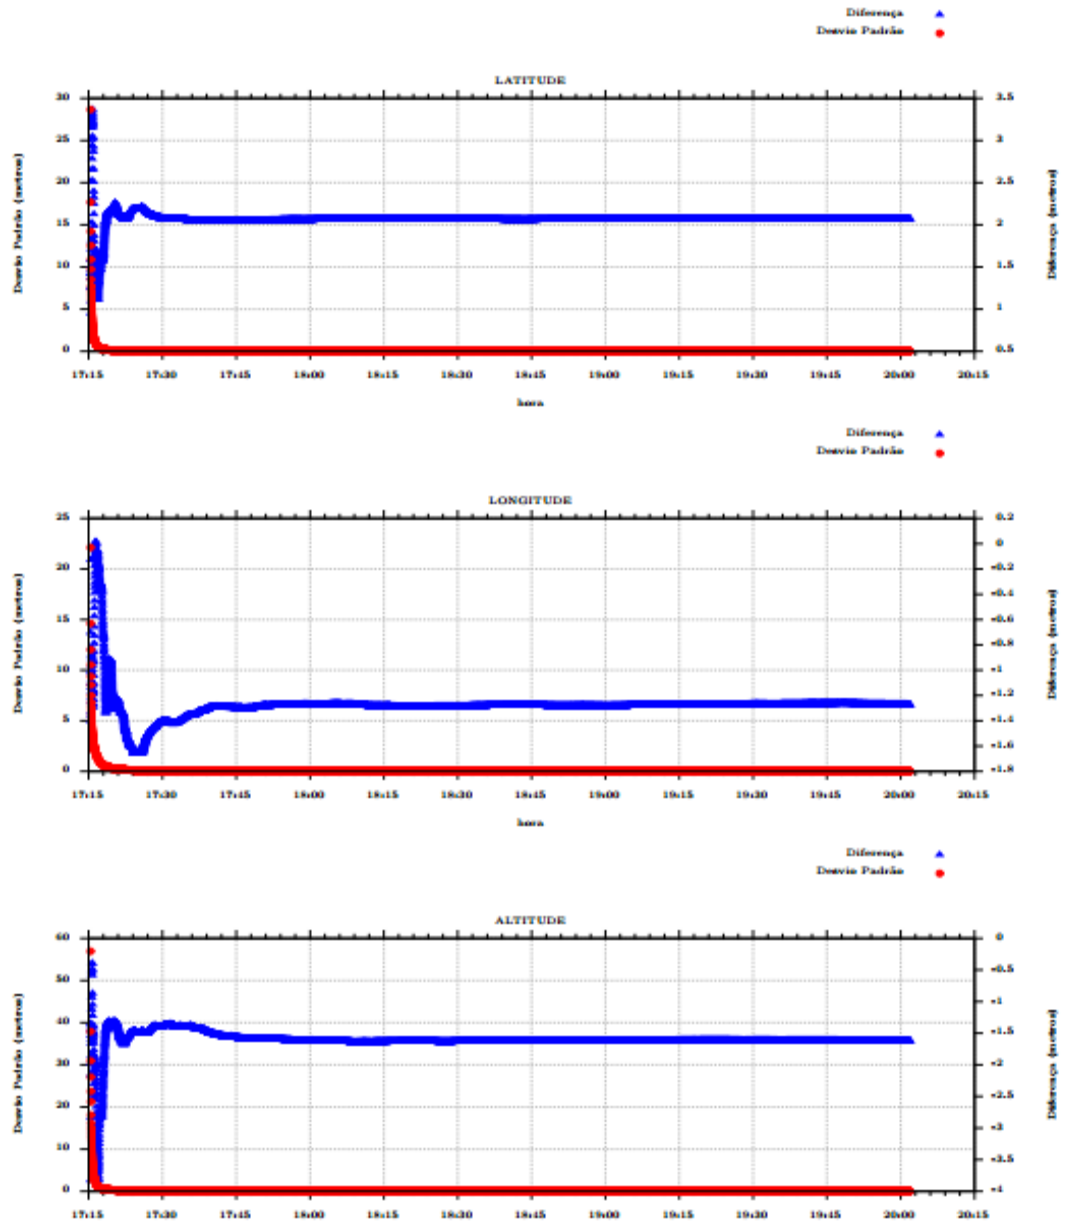 Diferença
Desvio Padrão
LATITUDE
30
25
20
15
10
5
0
3.5
3
2.5
2
1.5
1
0.5
Desvio Padrão (metros)
Diferença (metros)
17:15 17:30 17:45 18:00 18:15 18:30 18:45 19:00 19:15 19:30 19:45 20:00 20:15
hora
Diferença
Desvio Padrão
LONGITUDE
25
20
15
10
5
0
0.2
0
-0.2
-0.4
-0.6
-0.8
-1
-1.2
-1.4
-1.6
-1.8
Desvio Padrão (metros)
Diferença (metros)
17:15 17:30 17:45 18:00 18:15 18:30 18:45 19:00 19:15 19:30 19:45 20:00 20:15
hora
Diferença
Desvio Padrão
ALTITUDE
60
50
40
30
20
10
0
0
-0.5
-1
-1.5
-2
-2.5
-3
-3.5
-4
Desvio Padrão (metros)
Diferença (metros)
17:15 17:30 17:45 18:00 18:15 18:30 18:45 19:00 19:15 19:30 19:45 20:00 20:15